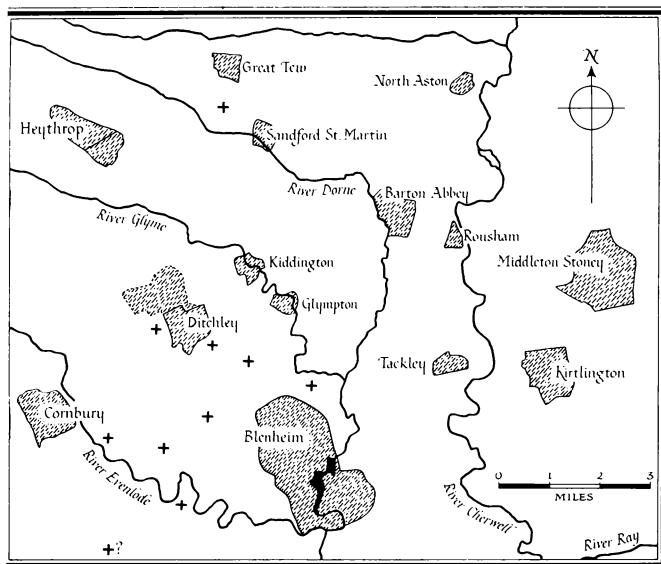 Great Tew
North Aston
N
Heythrop
Sandford St. Martin
River Dorne
Barton Abbey
River Glyme
Rousham
Kiddington
Middleton Stoney
Glympton
Ditchley
Tackley
Kirtlington
Cornbury
Blenheim
River Evenlode
0 1 2 3
MILES
River Cherwell
River Ray
?